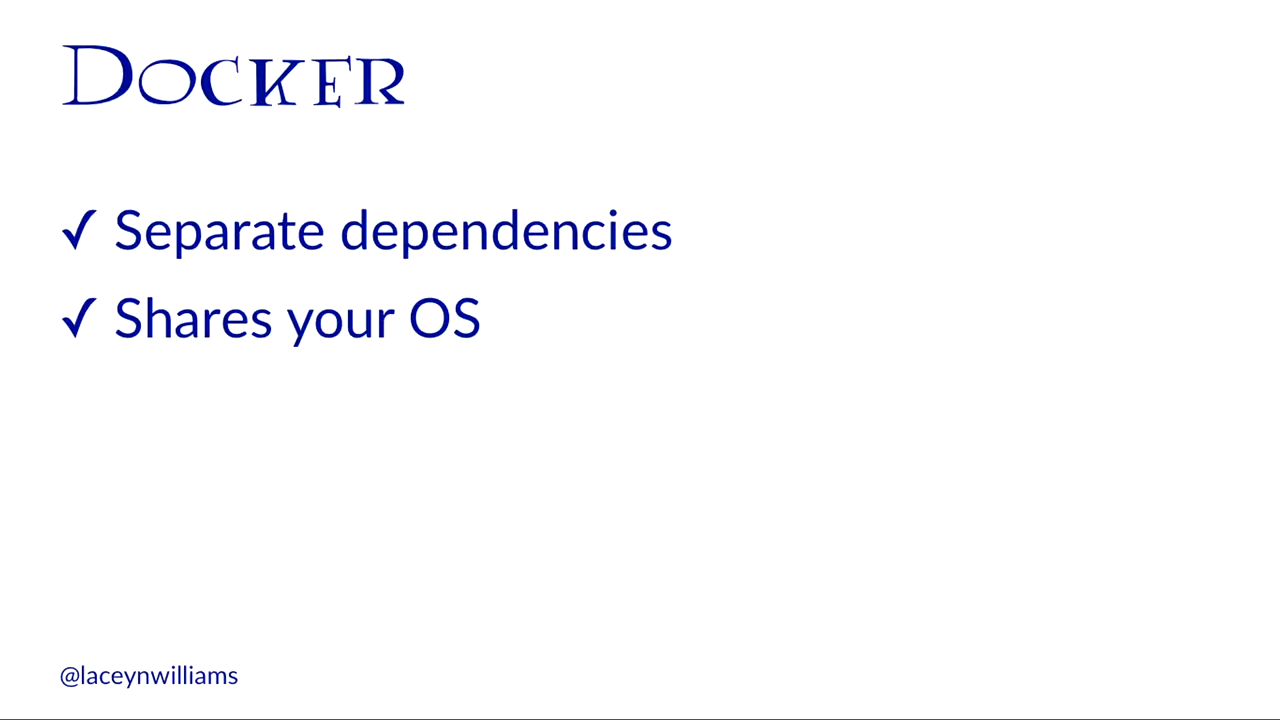 DOCKER
✓ Separate dependencies
✓ Shares your OS
@laceynwilliams